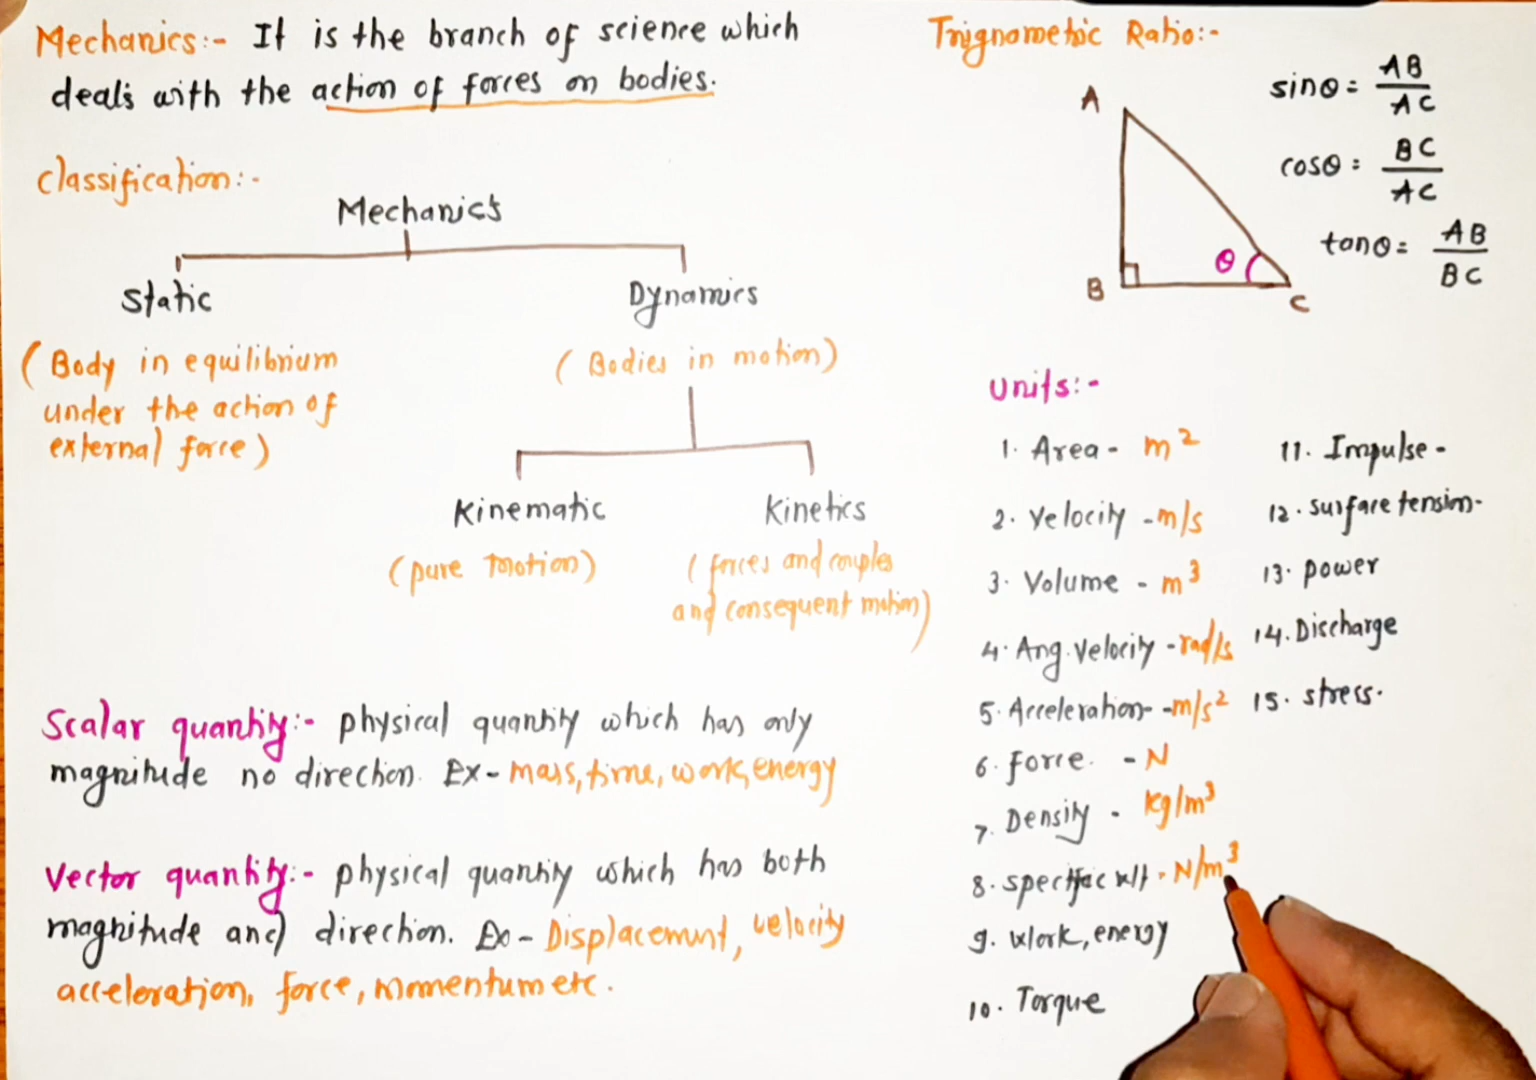 Mechanics:- It is the branch of science which
deals with the action of forces on bodies.
Classification:-
Mechanics
Static
Dynamics
(Body in equilibrium
under the action of
external force)
(Bodies in motion)
Kinematic
Kinetics
(pure motion)
(forces and couples
and consequent motion)
Scalar quantity:- physical quantity which has only
magnitude no direction. Ex- mass, time, work, energy
Vector quantity:- physical quantity which has both
magnitude and direction. Ex- Displacement, velocity
acceleration, force, momentum etc.
Trignometric Ratio:-
A
B
C
θ
sinθ = AB/AC
cosθ = BC/AC
tanθ = AB/BC
Units:-
1. Area - m²
2. Velocity - m/s
3. Volume - m³
4. Ang. Velocity - rad/s
5. Acceleration - m/s²
6. force. - N
7. Density - kg/m³
8. specific wt - N/m³
9. Work, energy
10. Torque
11. Impulse -
12. surface tension-
13. power
14. Discharge
15. stress.